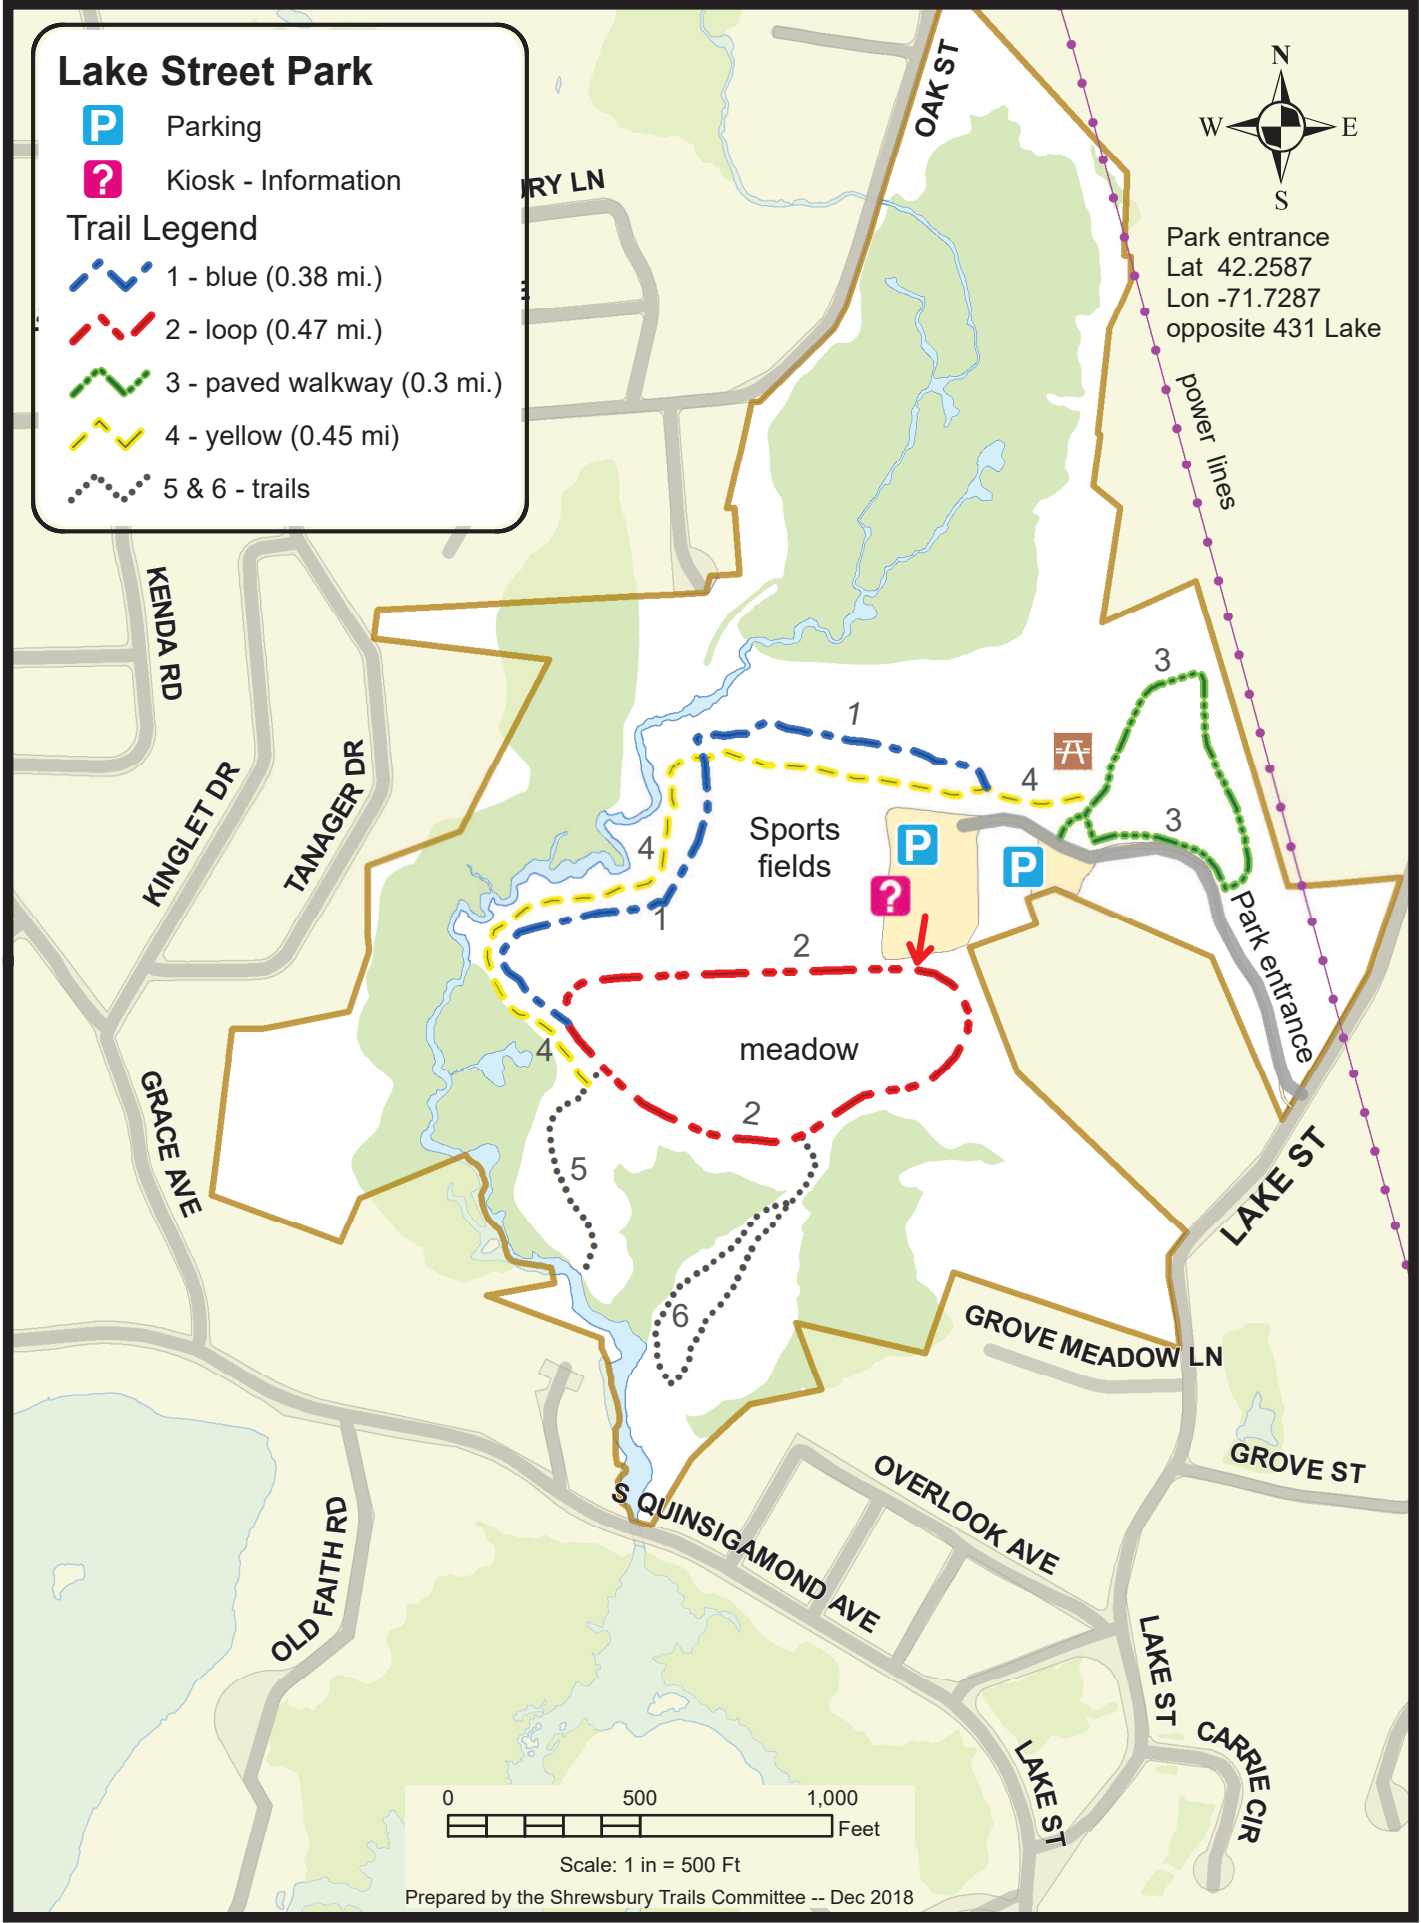 Lake Street Park
P Parking
? Kiosk - Information
Trail Legend
1 - blue (0.38 mi.)
2 - loop (0.47 mi.)
3 - paved walkway (0.3 mi.)
4 - yellow (0.45 mi)
5 & 6 - trails
URY LN
E
OAK ST
N
W
E
S
Park entrance
Lat 42.2587
Lon -71.7287
opposite 431 Lake
power lines
KENDA RD
KINGLET DR
TANAGER DR
GRACE AVE
3
1
4
3
Sports
fields
P
P
?
4
1
2
Park entrance
meadow
4
2
5
6
LAKE ST
GROVE MEADOW LN
GROVE ST
OVERLOOK AVE
S QUINSIGAMOND AVE
OLD FAITH RD
LAKE ST
CARRIE CIR
LAKE ST
0
500
1,000
Feet
Scale: 1 in = 500 Ft
Prepared by the Shrewsbury Trails Committee -- Dec 2018